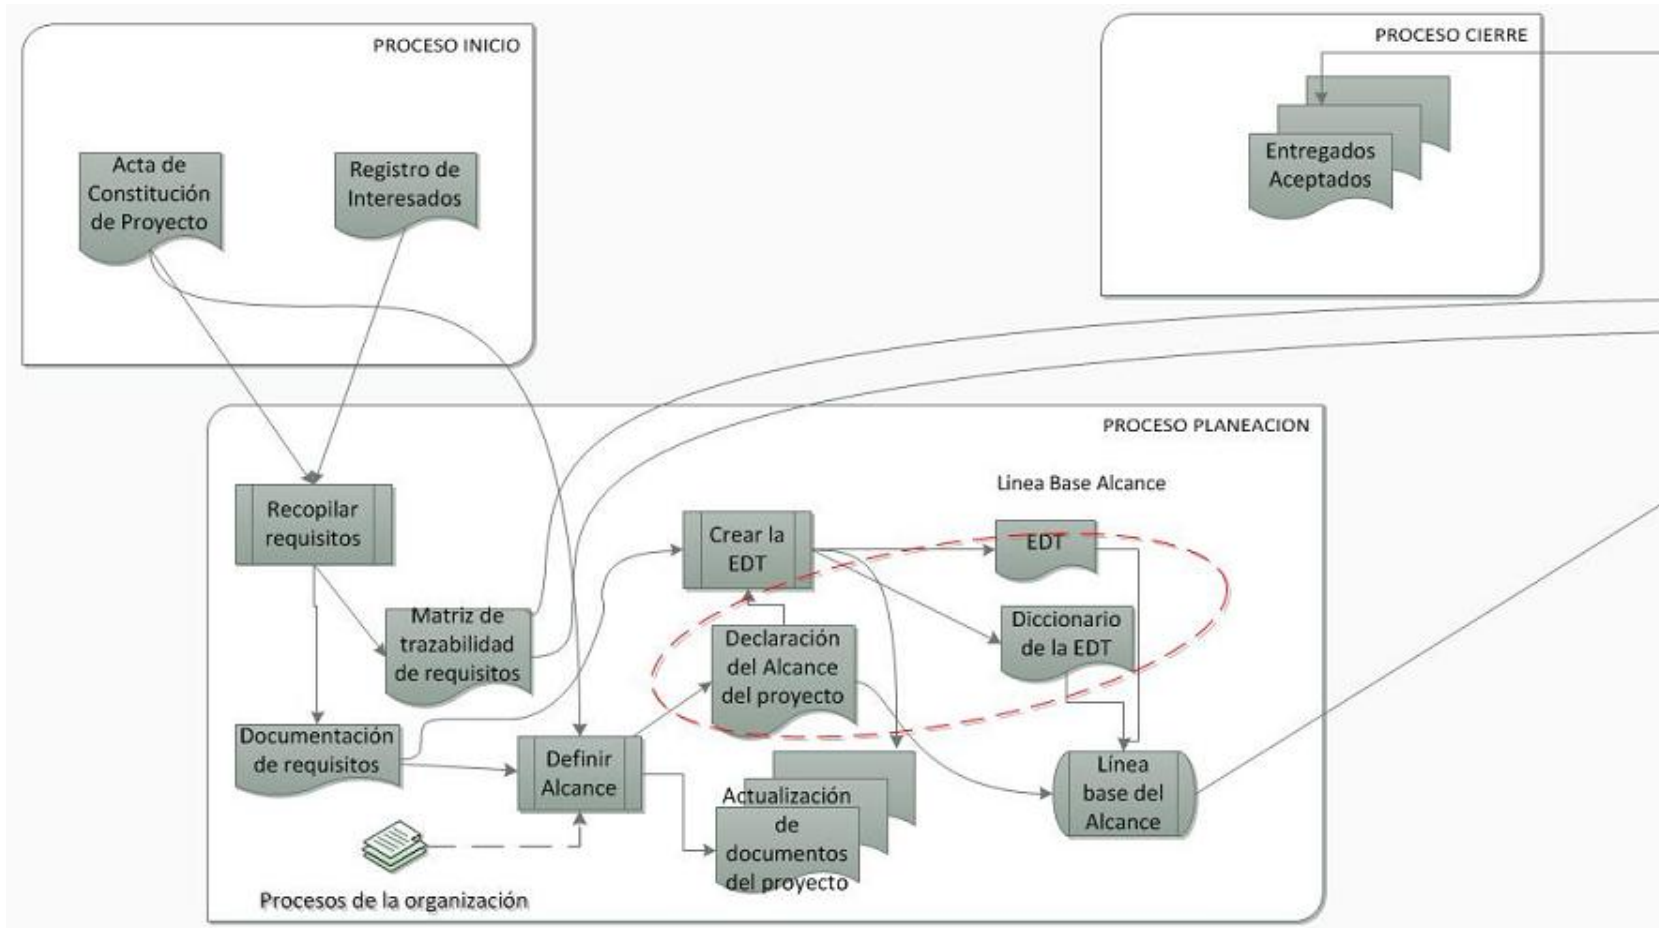 PROCESO INICIO
PROCESO CIERRE
Acta de
Constitución
de Proyecto
Registro de
Interesados
Entregados
Aceptados
PROCESO PLANEACION
Linea Base Alcance
Recopilar
requisitos
Crear la
EDT
EDT
Matriz de
trazabilidad
de requisitos
Declaración
del Alcance
del proyecto
Diccionario
de la EDT
Documentación
de requisitos
Definir
Alcance
Actualización
de
documentos
del proyecto
Línea
base del
Alcance
Procesos de la organización